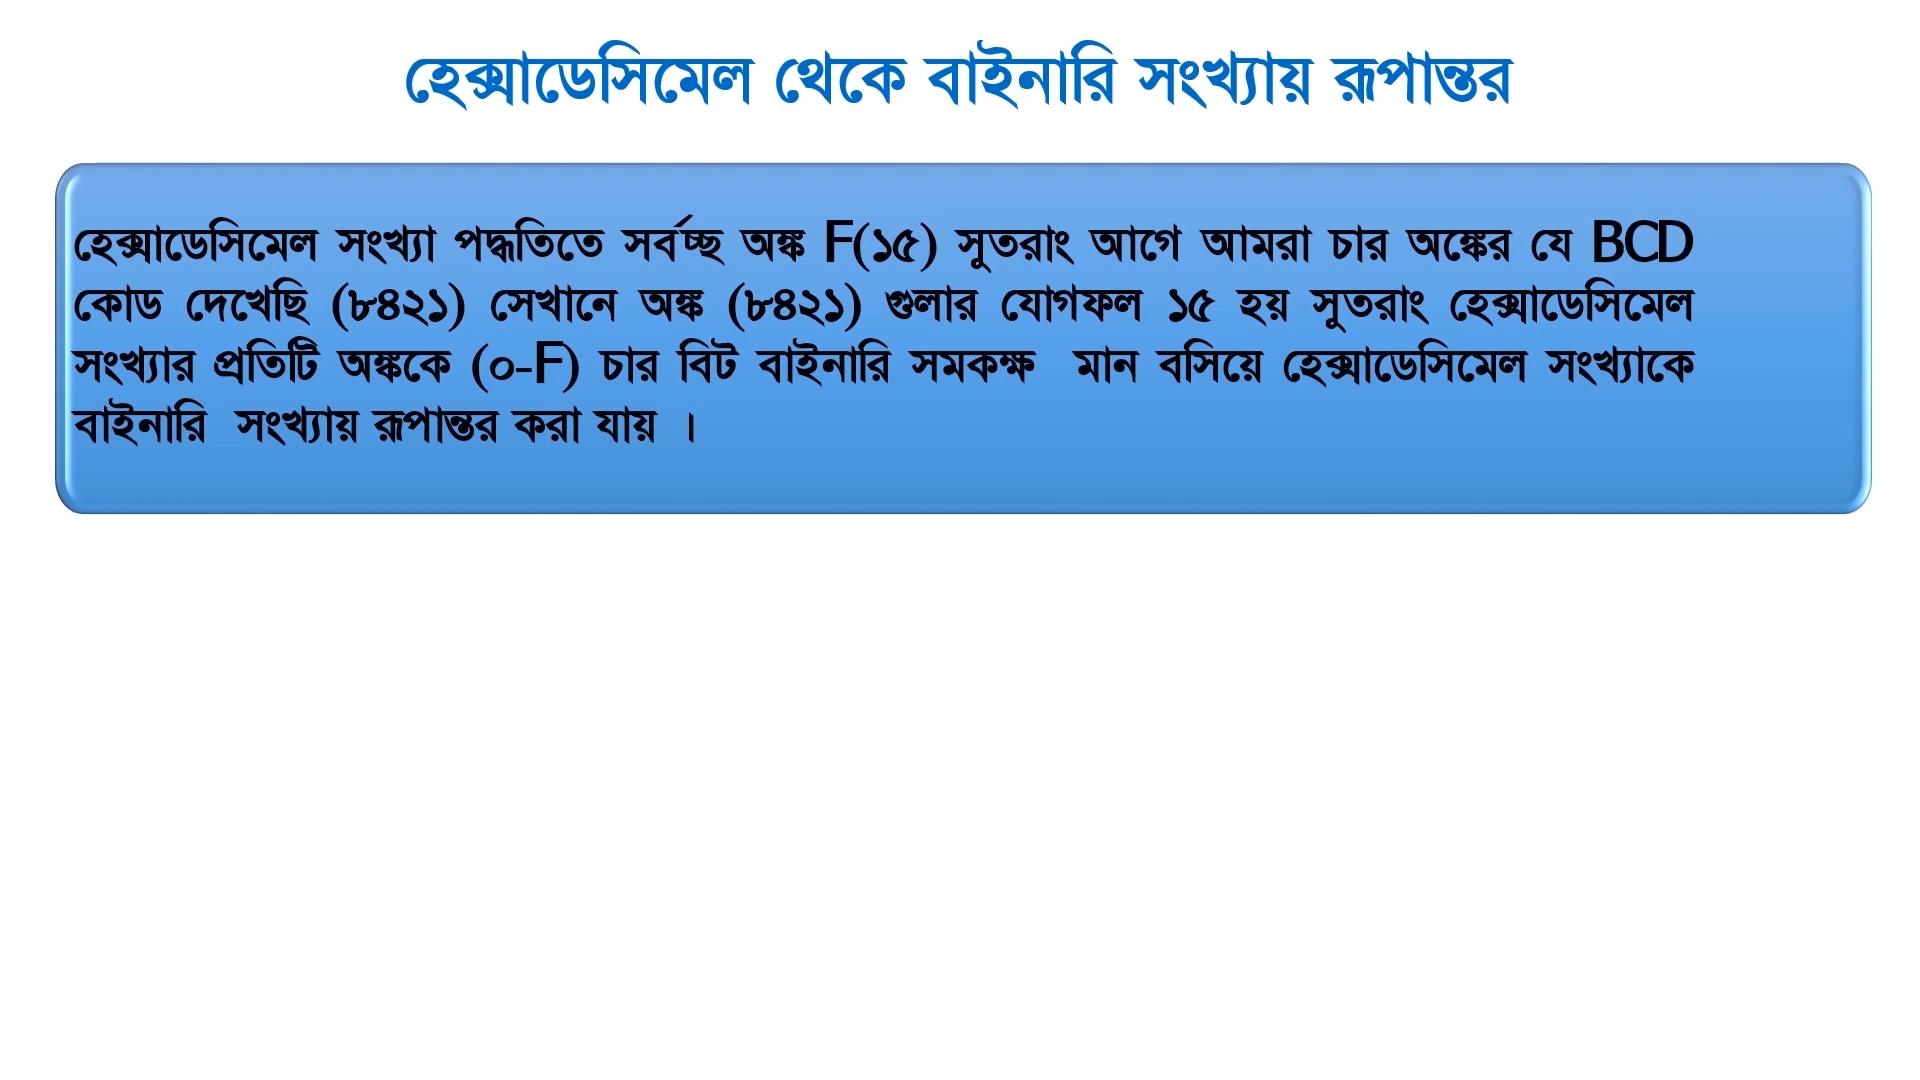 হেক্সাডেসিমেল থেকে বাইনারি সংখ্যায় রূপান্তর
হেক্সাডেসিমেল সংখ্যা পদ্ধতিতে সর্বচ্ছ অঙ্ক F(১৫) সুতরাং আগে আমরা চার অঙ্কের যে BCD
কোড দেখেছি (৮৪২১) সেখানে অঙ্ক (৮৪২১) গুলার যোগফল ১৫ হয় সুতরাং হেক্সাডেসিমেল
সংখ্যার প্রতিটি অঙ্ককে (০-F) চার বিট বাইনারি সমকক্ষ মান বসিয়ে হেক্সাডেসিমেল সংখ্যাকে
বাইনারি সংখ্যায় রূপান্তর করা যায় ।